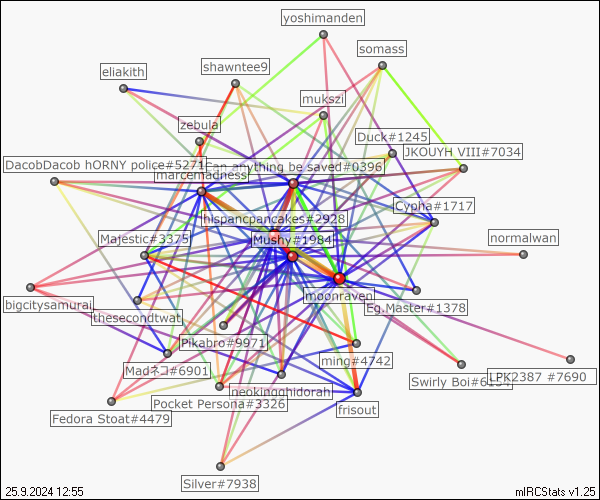 yoshimanden
somass
shawntee9
eliakith
mukszi
zebula
Duck#1245
JKOUYH VIII#7034
DacobDacob hORNY police#5271
an anything be saved#0396
marcemadness
Cypha#1717
hispancpancakes#2928
Majestic#3375
Mushy#1984
normalwan
moonraven
bigcitysamurai
Eg.Master#1378
thesecondtwat
Pikabro#9971
ming#4742
Madネコ#6901
LPK2387 #7690
Swirly Boi#6
neokingghidorah
Pocket Persona#3326
frisout
Fedora Stoat#4479
Silver#7938
25.9.2024 12:55
mIRCStats v1.25